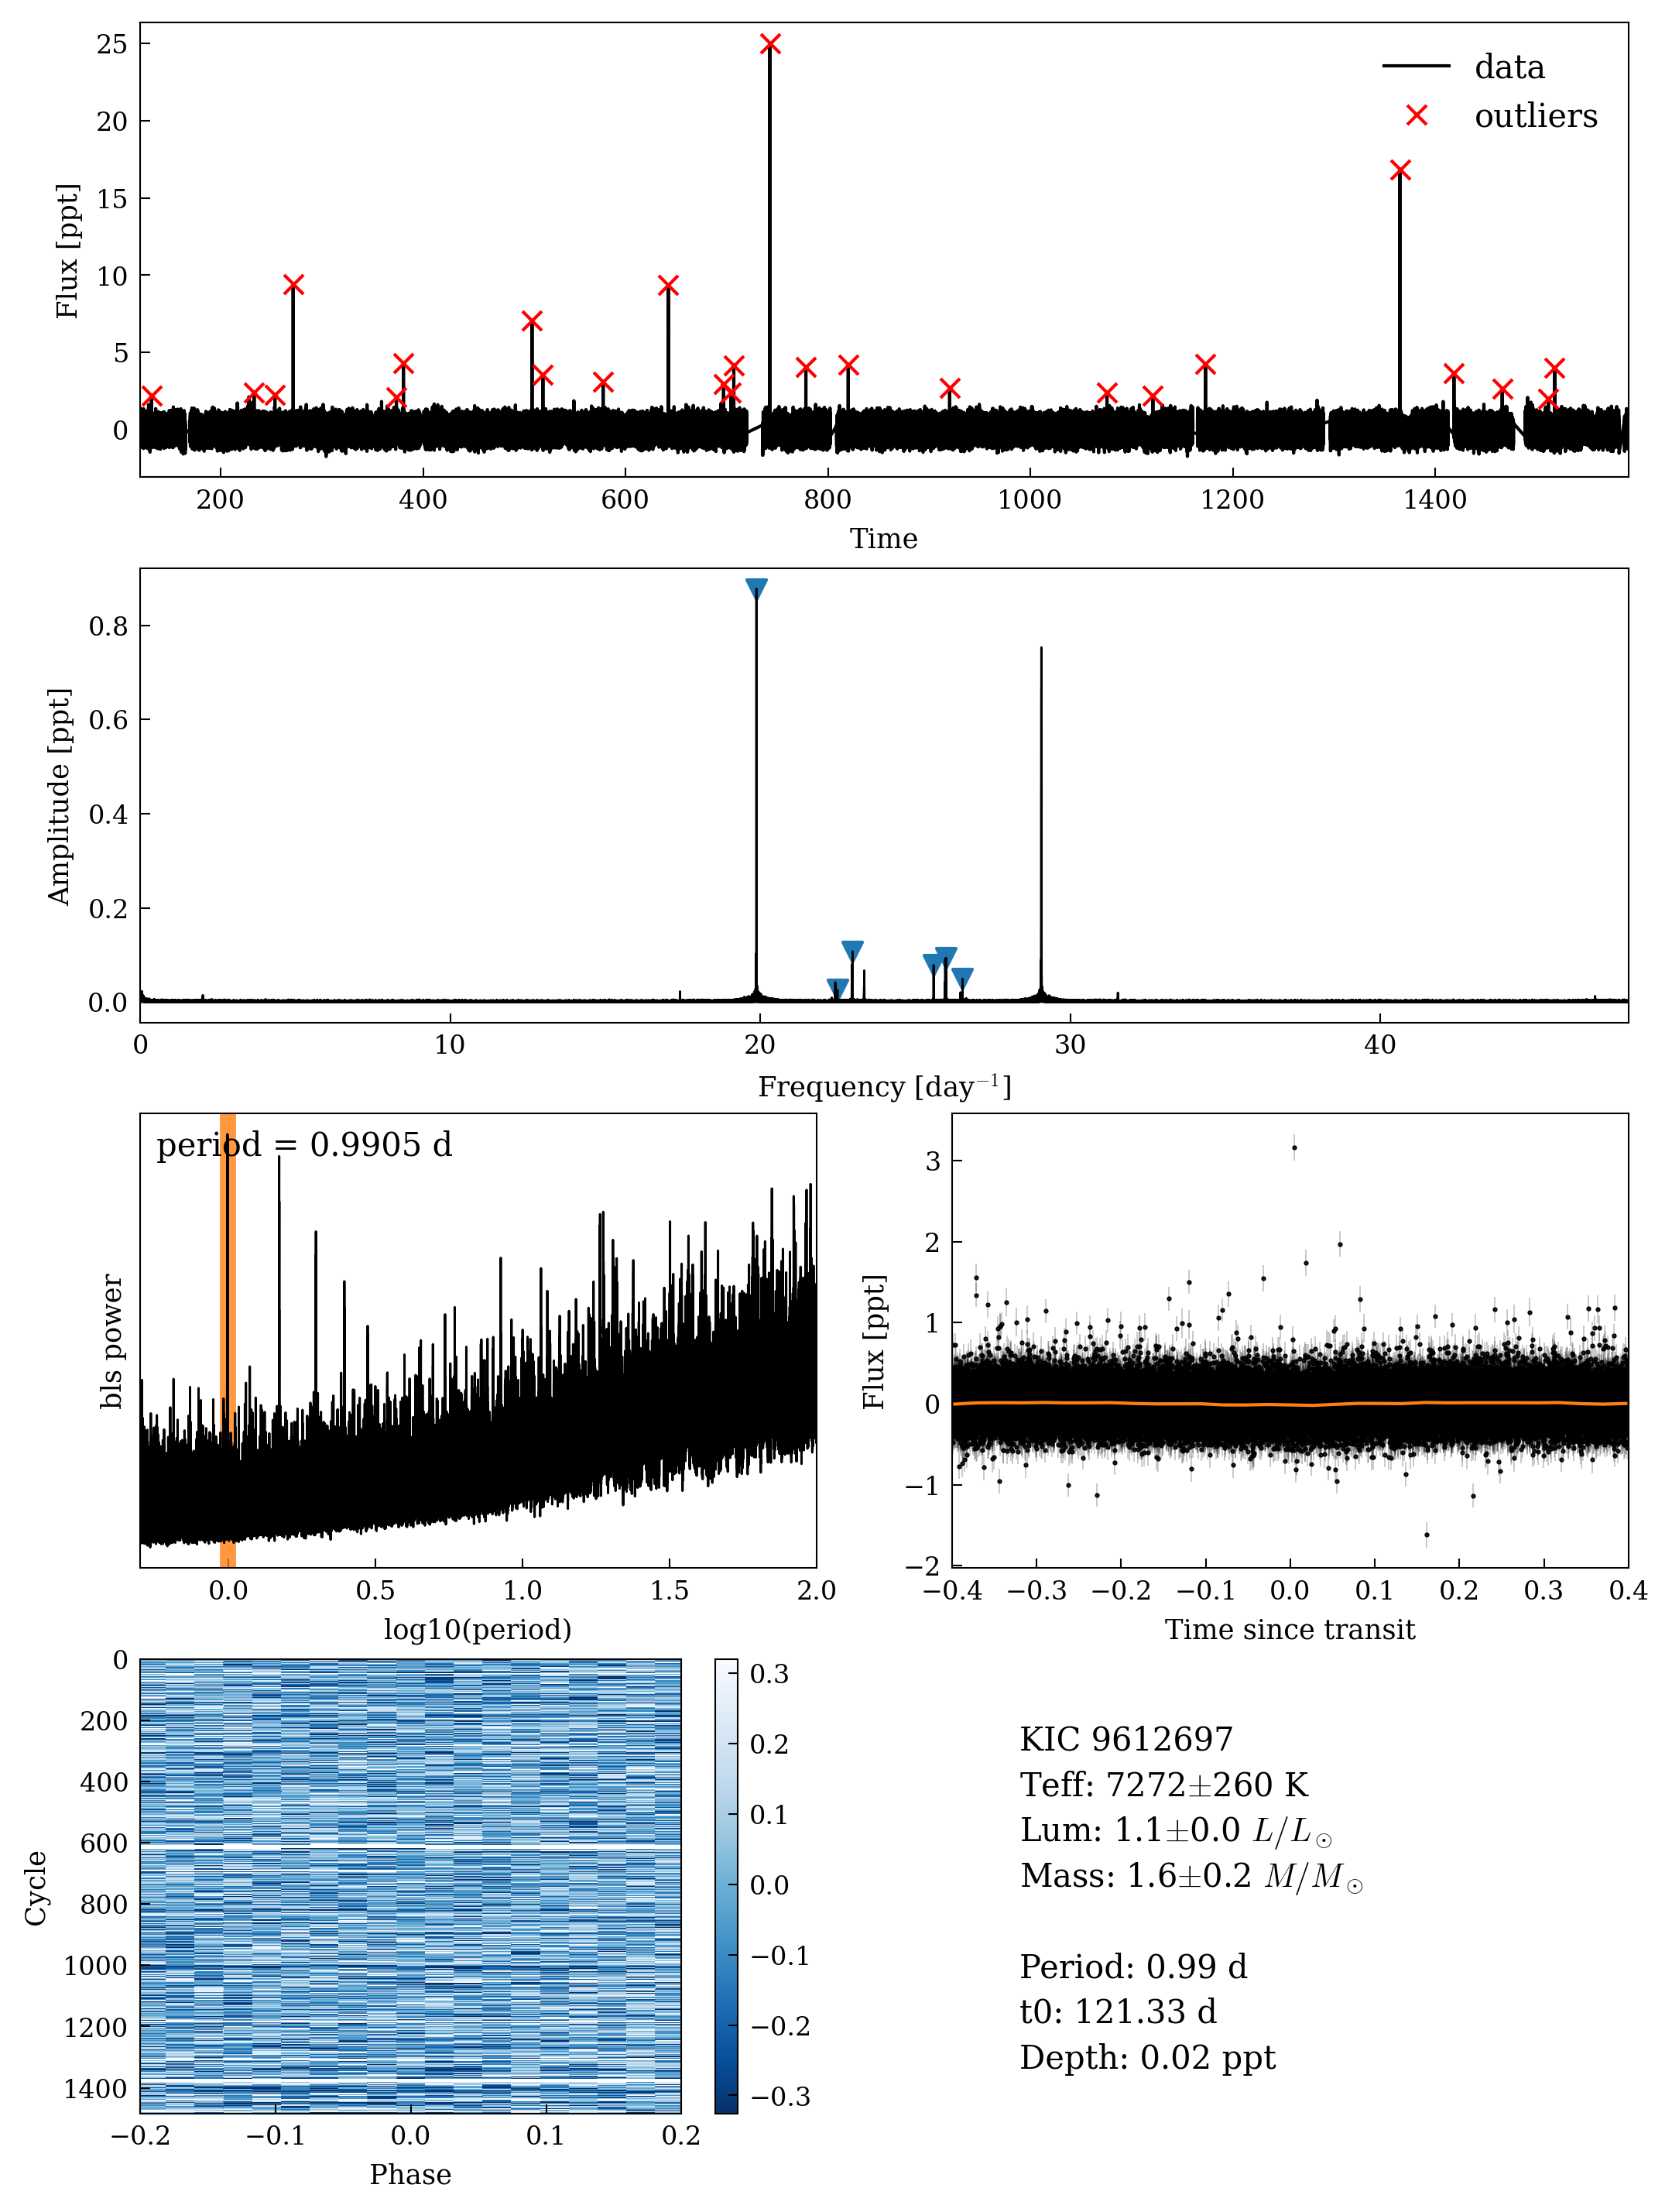 data
outliers
25
20
15
10
5
0
Flux [ppt]
200 400 600 800 1000 1200 1400
Time
0.8
0.6
0.4
0.2
0.0
Amplitude [ppt]
0 10 20 30 40
Frequency [day⁻¹]
period = 0.9905 d
bls power
0.0 0.5 1.0 1.5 2.0
log10(period)
3
2
1
0
−1
−2
Flux [ppt]
−0.4 −0.3 −0.2 −0.1 0.0 0.1 0.2 0.3 0.4
Time since transit
0
200
400
600
800
1000
1200
1400
Cycle
−0.2 −0.1 0.0 0.1 0.2
Phase
0.3
0.2
0.1
0.0
−0.1
−0.2
−0.3
KIC 9612697
Teff: 7272±260 K
Lum: 1.1±0.0 L/L☉
Mass: 1.6±0.2 M/M☉
Period: 0.99 d
t0: 121.33 d
Depth: 0.02 ppt